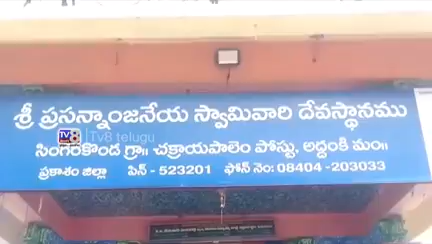 శ్రీ ప్రసన్నాంజనేయ స్వామివారి దేవస్థానము
TV8 Tv8 telugu
సింగరకొండ గ్రా॥ చక్రాయపాలెం పోస్టు, అద్దంకి మం॥
ప్రకాశం జిల్లా పిన్ - 523201 ఫోన్ నెం: 08404 -203033